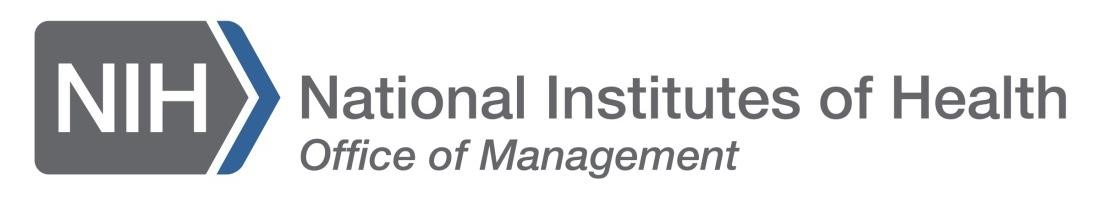 NIH National Institutes of Health
Office of Management